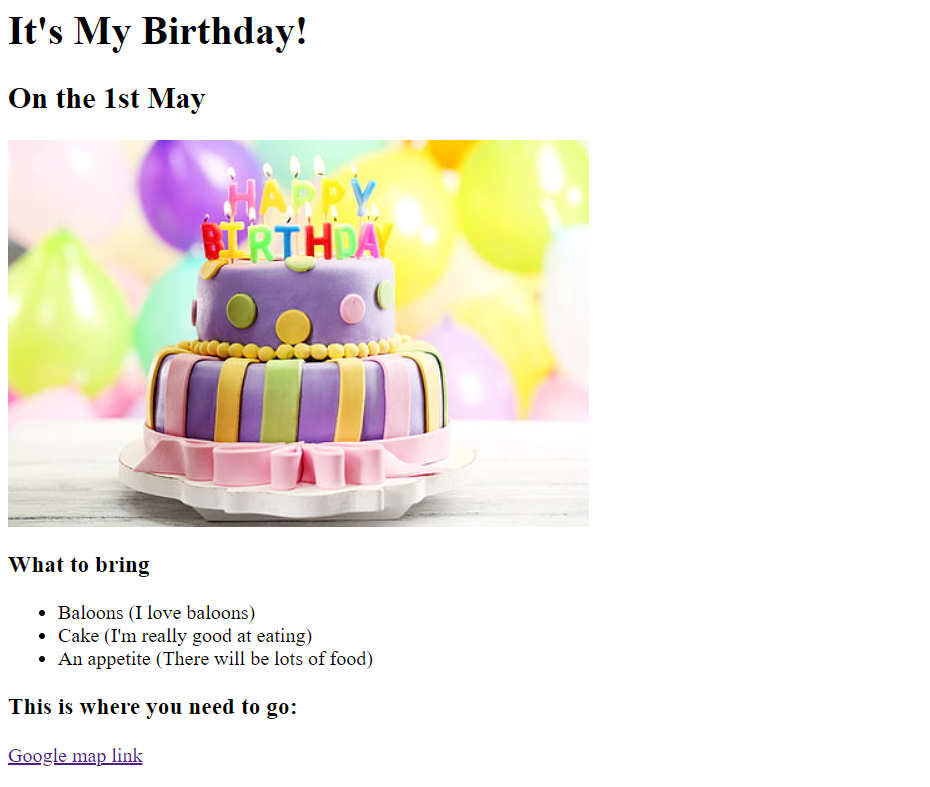 It's My Birthday!
On the 1st May
HAPPY
BIRTHDAY
What to bring
Baloons (I love baloons)
Cake (I'm really good at eating)
An appetite (There will be lots of food)
This is where you need to go:
Google map link